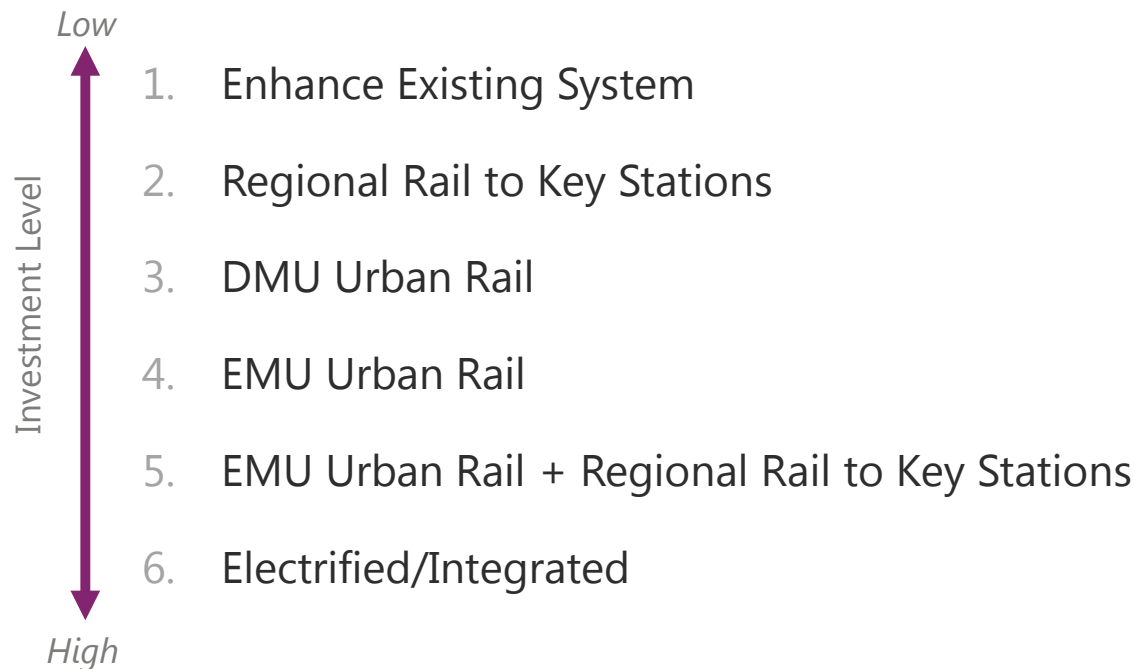 Low
Investment Level
1. Enhance Existing System
2. Regional Rail to Key Stations
3. DMU Urban Rail
4. EMU Urban Rail
5. EMU Urban Rail + Regional Rail to Key Stations
6. Electrified/Integrated
High